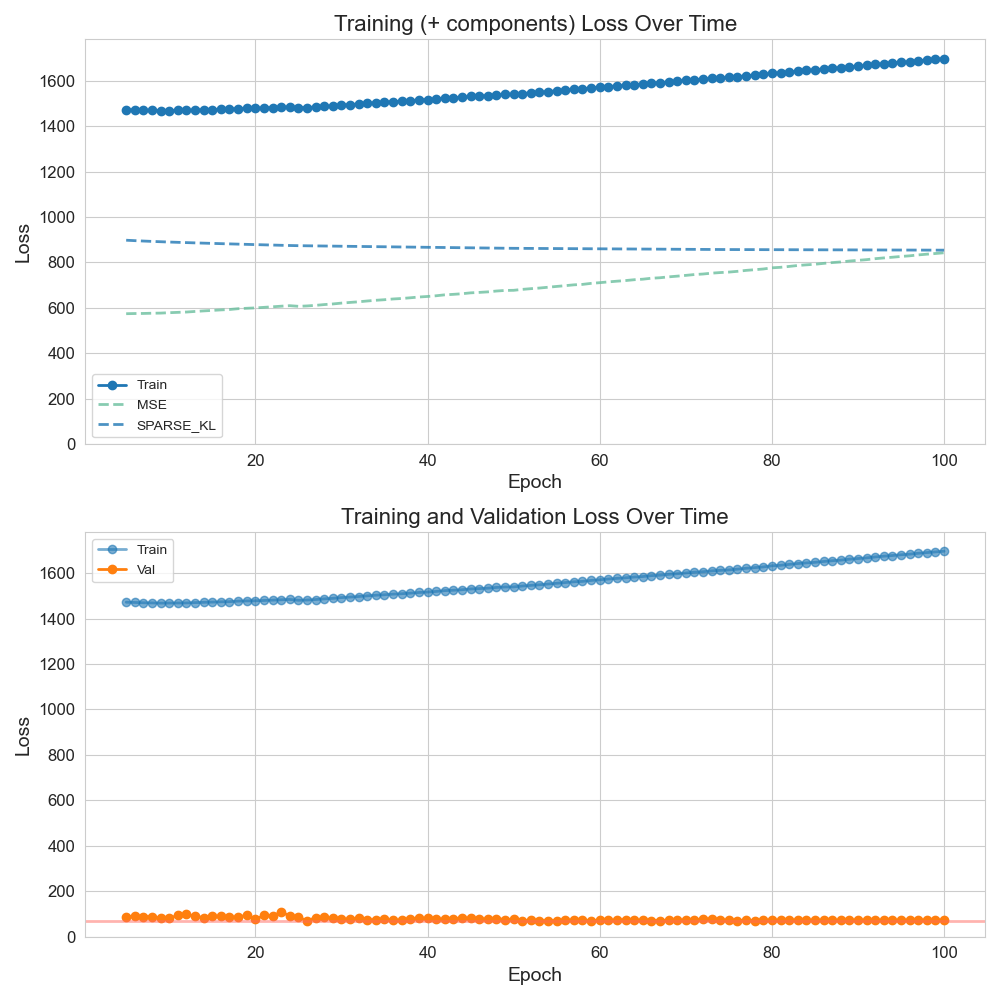 Training (+ components) Loss Over Time
1600
1400
1200
1000
800
600
400
200
0
Loss
Train
MSE
SPARSE_KL
20 40 60 80 100
Epoch
Training and Validation Loss Over Time
Train
Val
1600
1400
1200
1000
800
600
400
200
0
Loss
20 40 60 80 100
Epoch